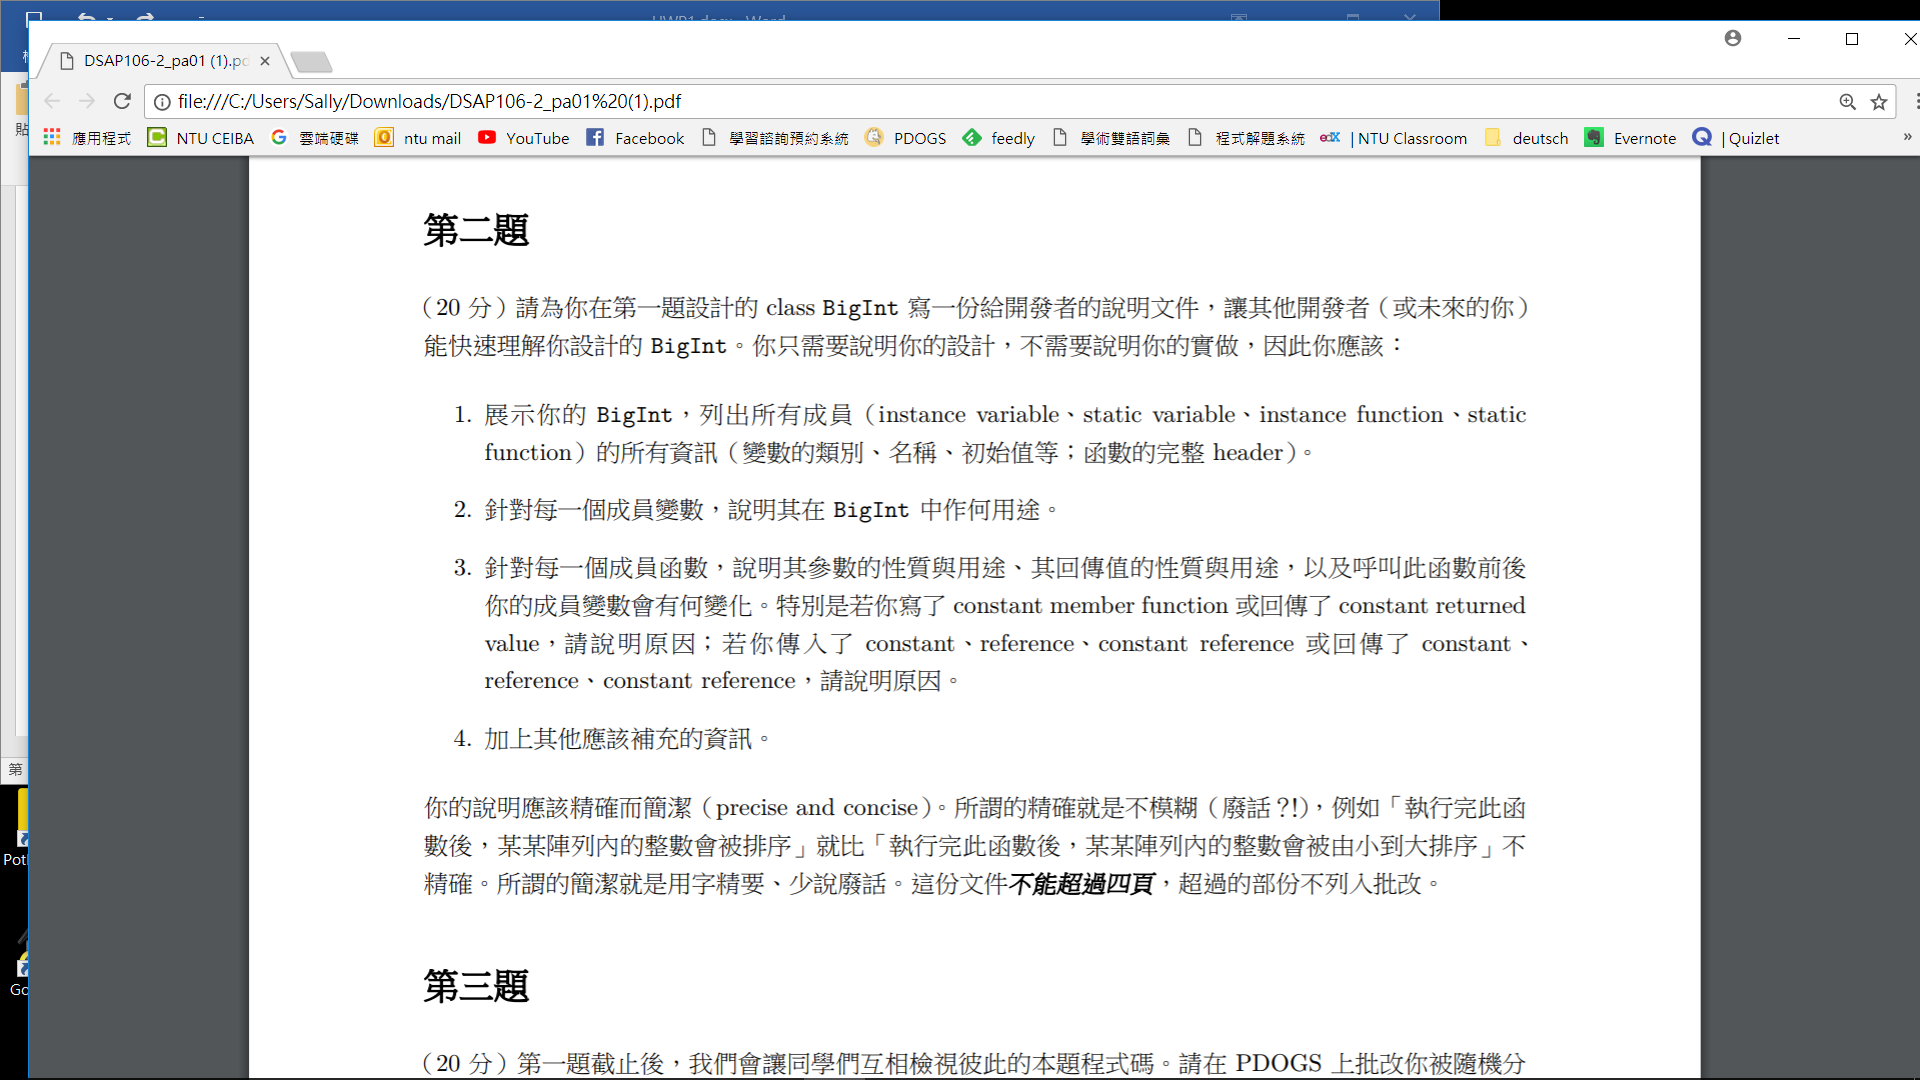 HWP1.docx - Word
DSAP106-2_pa01 (1).pd
file:///C:/Users/Sally/Downloads/DSAP106-2_pa01%20(1).pdf
應用程式 NTU CEIBA 雲端硬碟 ntu mail YouTube Facebook 學習諮詢預約系統 PDOGS feedly 學術雙語詞彙 程式解題系統 edX | NTU Classroom deutsch Evernote | Quizlet »
貼
第
Pot
Go
第二題
（20 分）請為你在第一題設計的 class BigInt 寫一份給開發者的說明文件，讓其他開發者（或未來的你）
能快速理解你設計的 BigInt。你只需要說明你的設計，不需要說明你的實做，因此你應該：
1. 展示你的 BigInt，列出所有成員（instance variable、static variable、instance function、static
function）的所有資訊（變數的類別、名稱、初始值等；函數的完整 header）。
2. 針對每一個成員變數，說明其在 BigInt 中作何用途。
3. 針對每一個成員函數，說明其參數的性質與用途、其回傳值的性質與用途，以及呼叫此函數前後
你的成員變數會有何變化。特別是若你寫了 constant member function 或回傳了 constant returned
value，請說明原因；若你傳入了 constant、reference、constant reference 或回傳了 constant、
reference、constant reference，請說明原因。
4. 加上其他應該補充的資訊。
你的說明應該精確而簡潔（precise and concise）。所謂的精確就是不模糊（廢話?!），例如「執行完此函
數後，某某陣列內的整數會被排序」就比「執行完此函數後，某某陣列內的整數會被由小到大排序」不
精確。所謂的簡潔就是用字精要、少說廢話。這份文件不能超過四頁，超過的部份不列入批改。
第三題
（20 分）第一題截止後，我們會讓同學們互相檢視彼此的本題程式碼。請在 PDOGS 上批改你被隨機分